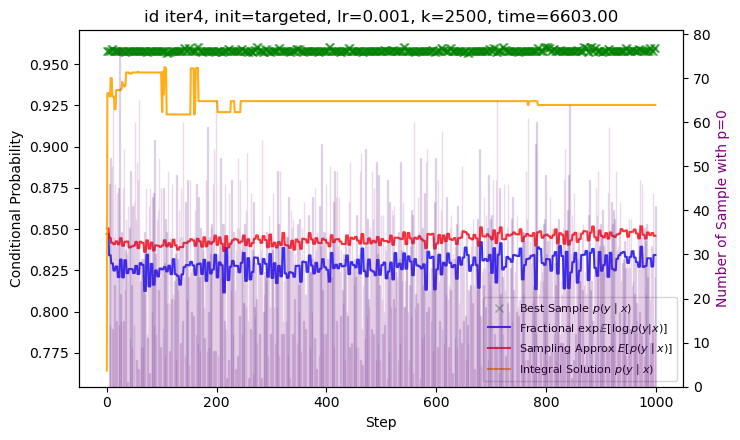 id iter4, init=targeted, lr=0.001, k=2500, time=6603.00
Conditional Probability
0.950
0.925
0.900
0.875
0.850
0.825
0.800
0.775
80
70
60
50
40
30
20
10
0
Number of Sample with p=0
Best Sample p(y | x)
Fractional exp𝔼[log p(y|x)]
Sampling Approx E[p(y | x)]
Integral Solution p(y | x)
0 200 400 600 800 1000
Step